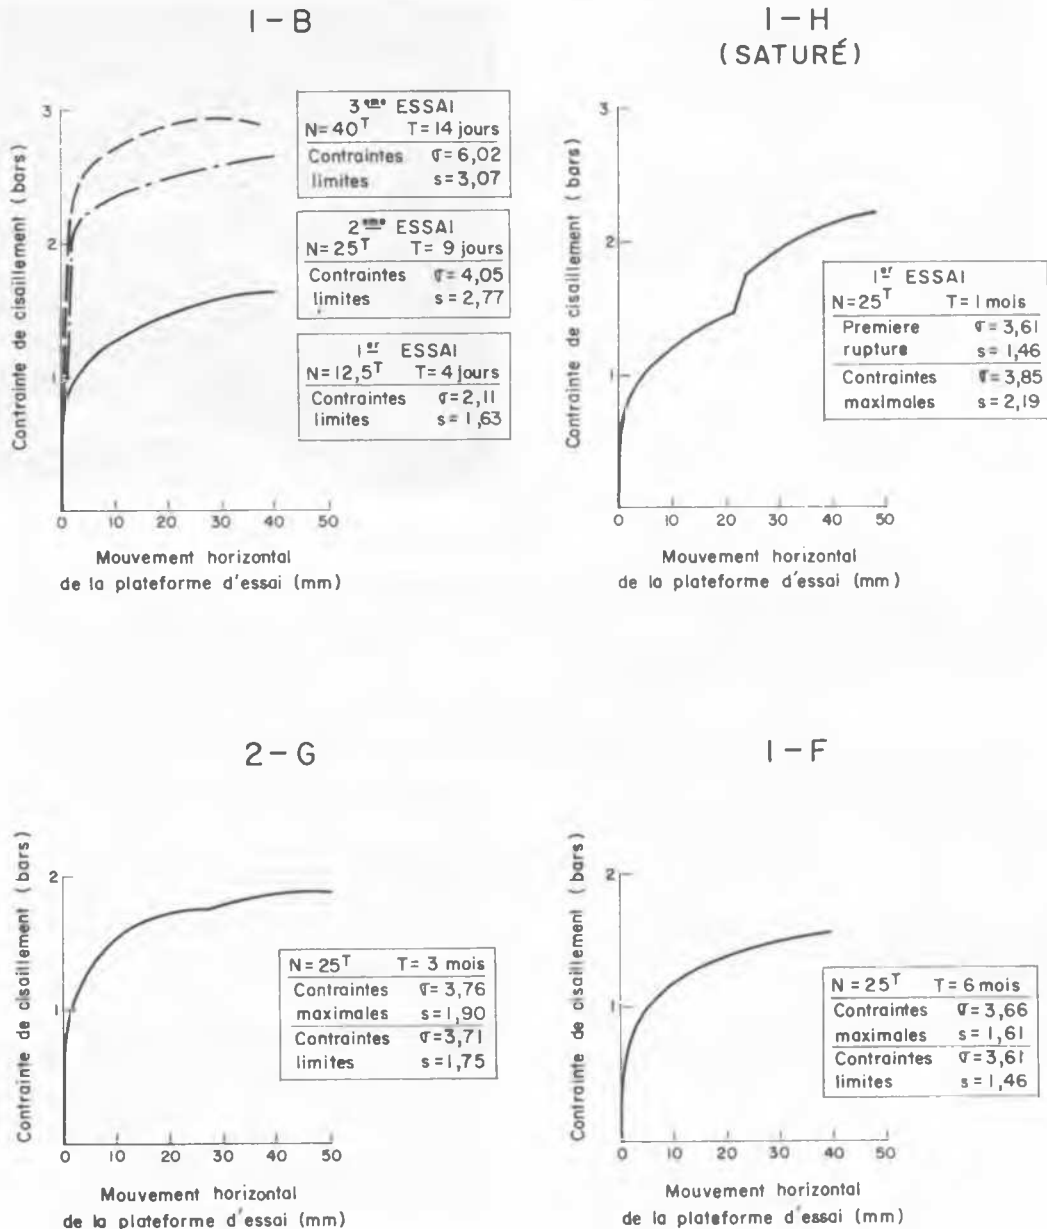 1-B
Contrainte de cisaillement (bars)
3
2
1
0 10 20 30 40 50
Mouvement horizontal
de la plateforme d'essai (mm)
3eme ESSAI
N=40T T=14 jours
Contraintes σ=6,02
limites s=3,07
2eme ESSAI
N=25T T=9 jours
Contraintes σ=4,05
limites s=2,77
1er ESSAI
N=12,5T T=4 jours
Contraintes σ=2,11
limites s=1,63
1-H
(SATURÉ)
Contrainte de cisaillement (bars)
3
2
1
0 10 20 30 40 50
Mouvement horizontal
de la plateforme d'essai (mm)
1er ESSAI
N=25T T=1 mois
Premiere σ=3,61
rupture s=1,46
Contraintes σ=3,85
maximales s=2,19
2-G
Contrainte de cisaillement (bars)
2
1
0 10 20 30 40 50
Mouvement horizontal
de la plateforme d'essai (mm)
N=25T T=3 mois
Contraintes σ=3,76
maximales s=1,90
Contraintes σ=3,71
limites s=1,75
1-F
Contrainte de cisaillement (bars)
2
1
0 10 20 30 40 50
Mouvement horizontal
de la plateforme d'essai (mm)
N=25T T=6 mois
Contraintes σ=3,66
maximales s=1,61
Contraintes σ=3,61
limites s=1,46